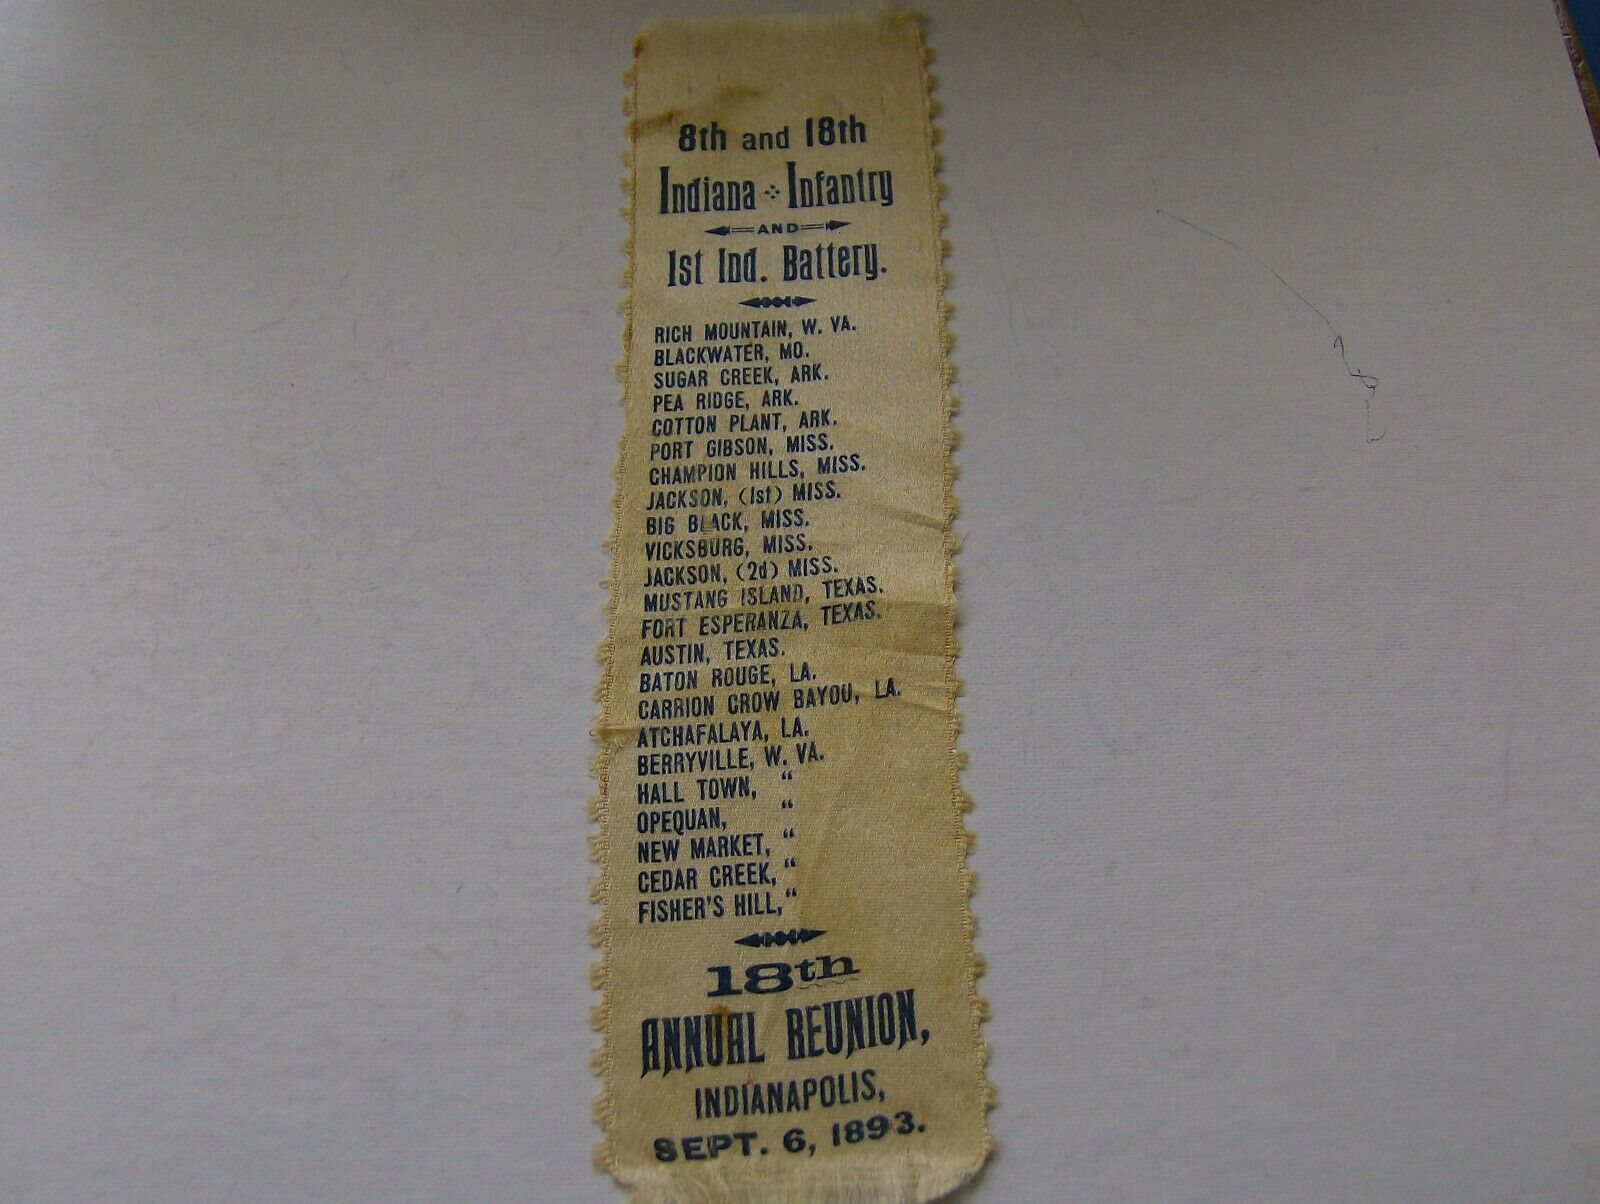 8th and 18th
Indiana Infantry
AND
1st Ind. Battery.
RICH MOUNTAIN, W. VA.
BLACKWATER, MO.
SUGAR CREEK, ARK.
PEA RIDGE, ARK.
COTTON PLANT, ARK.
PORT GIBSON, MISS.
CHAMPION HILLS, MISS.
JACKSON, (1st) MISS.
BIG BLACK, MISS.
VICKSBURG, MISS.
JACKSON, (2d) MISS.
MUSTANG ISLAND, TEXAS.
FORT ESPERANZA, TEXAS.
AUSTIN, TEXAS.
BATON ROUGE, LA.
CARRION CROW BAYOU, LA.
ATCHAFALAYA, LA.
BERRYVILLE, W. VA.
HALL TOWN, “
OPEQUAN, “
NEW MARKET, “
CEDAR CREEK, “
FISHER'S HILL, “
18th
ANNUAL REUNION,
INDIANAPOLIS,
SEPT. 6, 1893.